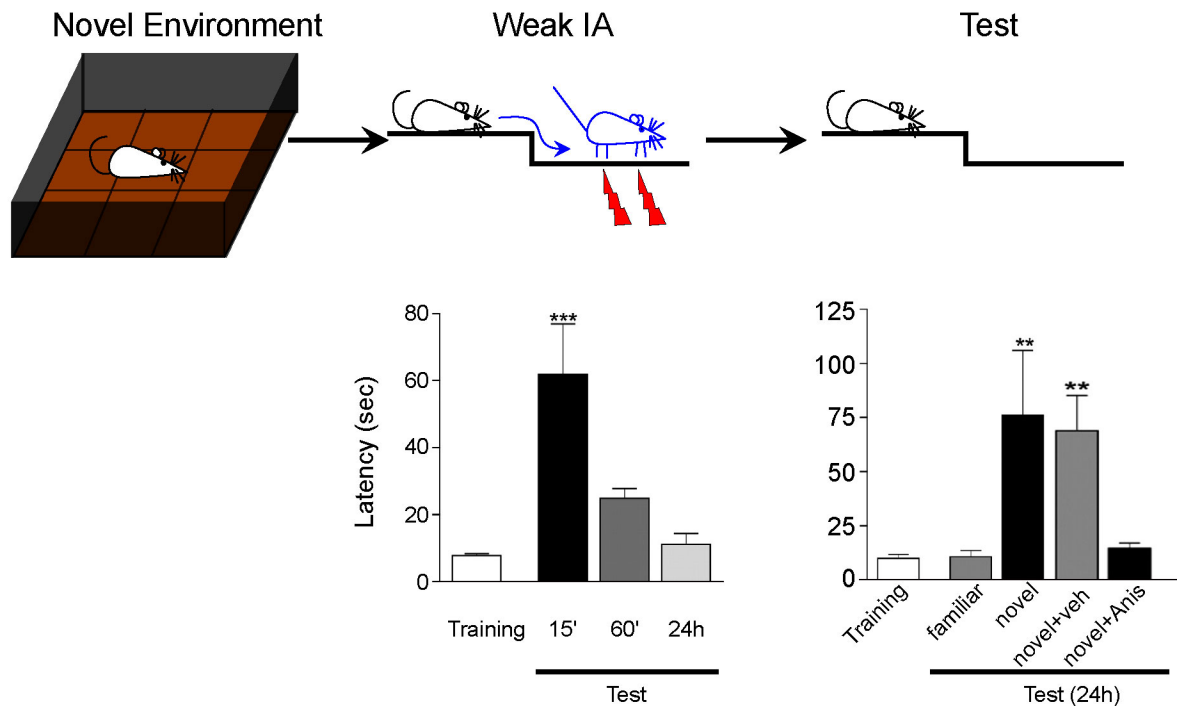 Novel Environment
Weak IA
Test
Latency (sec)
80
60
40
20
0
***
Training
15'
60'
24h
Test
125
100
75
50
25
0
**
**
Training
familiar
novel
novel+veh
novel+Anis
Test (24h)